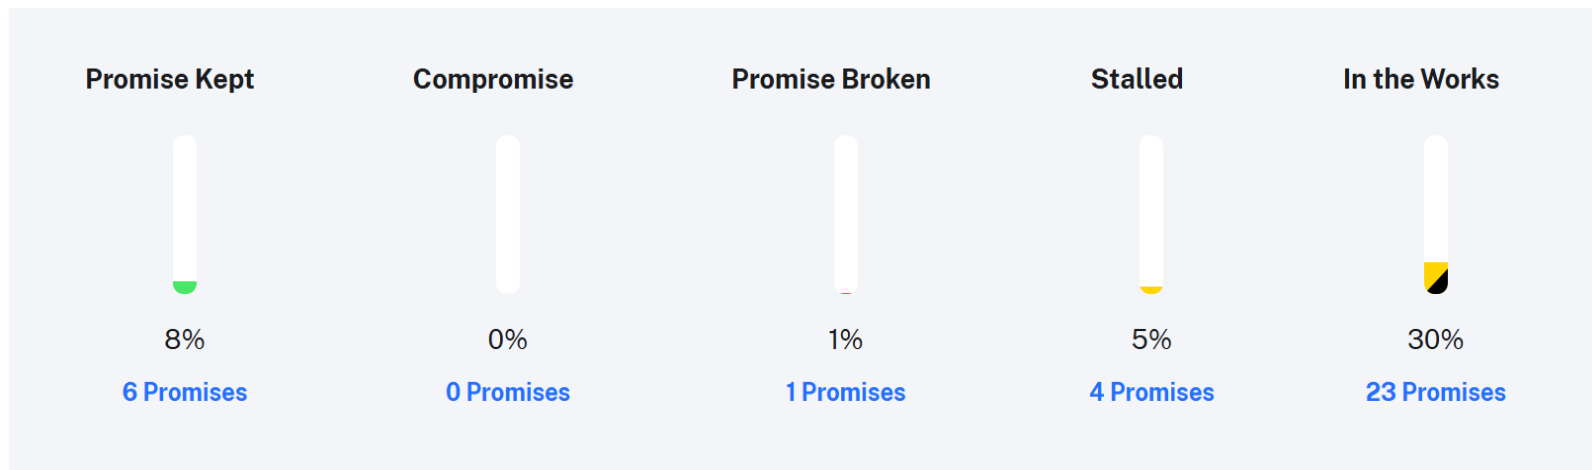 Promise Kept
Compromise
Promise Broken
Stalled
In the Works
8%
0%
1%
5%
30%
6 Promises
0 Promises
1 Promises
4 Promises
23 Promises